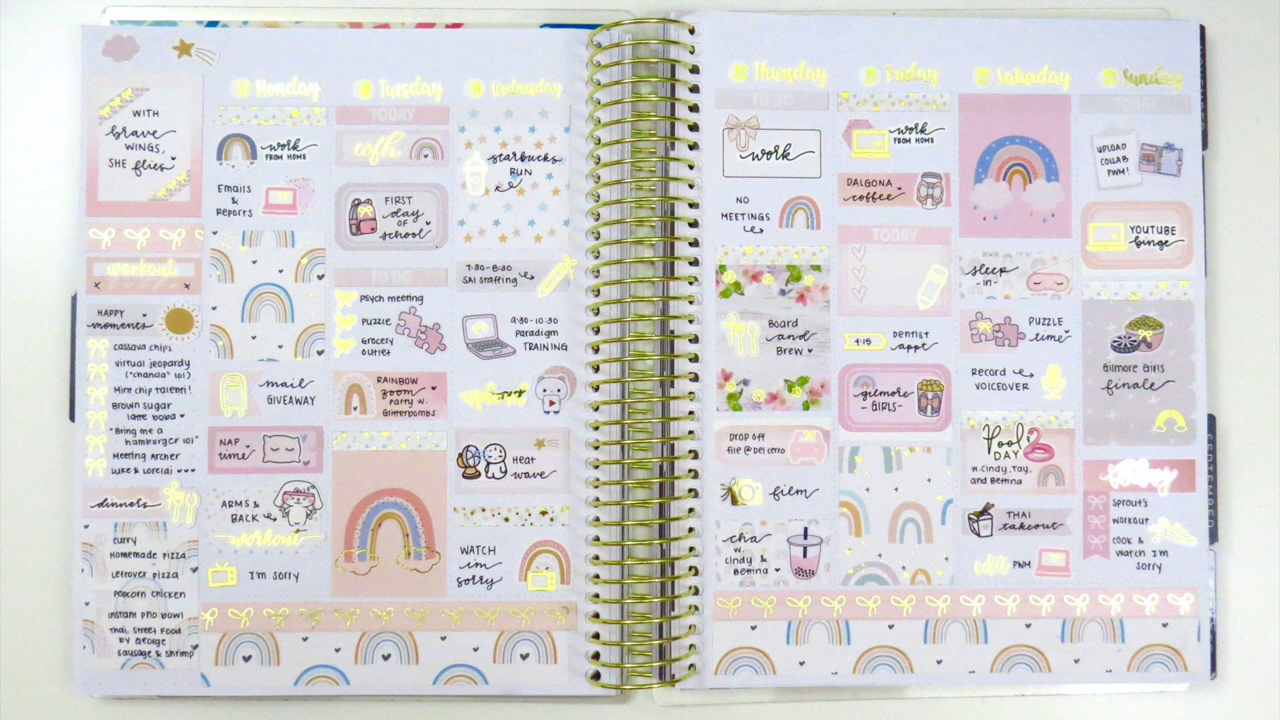 WITH
brave
WINGS,
SHE flies
workout
HAPPY
moments
cassava chips
virtual jeopardy
("chancla" 101)
Mint chip talenti!
Brown sugar
latte boba
"Bring me a
hamburger 101"
Meeting Archer
Luke & Lorelai
dinners
curry
Homemade pizza
leftover pizza
popcorn chicken
instant pho bowl
Thai Street Food
by George
sausage & shrimp
Monday
work
FROM HOME
Emails
&
Reports
mail
GIVEAWAY
NAP
time
ARMS &
BACK
workout
I'm sorry
Tuesday
TODAY
wfh
FIRST
day
OF
school
TO DO
Psych meeting
Puzzle
Grocery
outlet
RAINBOW
zoom
Party w.
Glitterbombs
Wednesday
starbucks
RUN
7:30-8:30
SAI staffing
9:30-10:30
Paradigm
TRAINING
Heat
wave
WATCH
im
sorry
Thursday
TO DO
work
NO
MEETINGS
Board
and
Brew
DROP OFF
file @ Del Cerro
film
cha
w.
Cindy &
Bettina
Friday
work
FROM HOME
DALGONA
coffee
TODAY
4:15
Dentist
appt
gilmore
-GIRLS-
Saturday
sleep
-in-
PUZZLE
time
Record
VOICEOVER
Pool
DAY
w. Cindy, Tay,
and Bettina
THAI
takeout
edit PWM
Sunday
TODAY
UPLOAD
COLLAB
PWM!
YOUTUBE
binge
Gilmore Girls
finale
today
sprout's
workout
cook &
watch I'm
sorry
SEPTEMBER